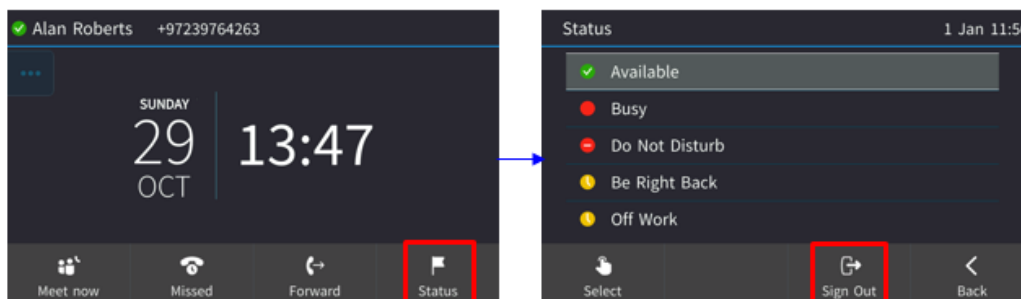 Alan Roberts +97239764263
SUNDAY
29
OCT
13:47
Meet now Missed Forward Status
Status 1 Jan 11:5
Available
Busy
Do Not Disturb
Be Right Back
Off Work
Select Sign Out Back